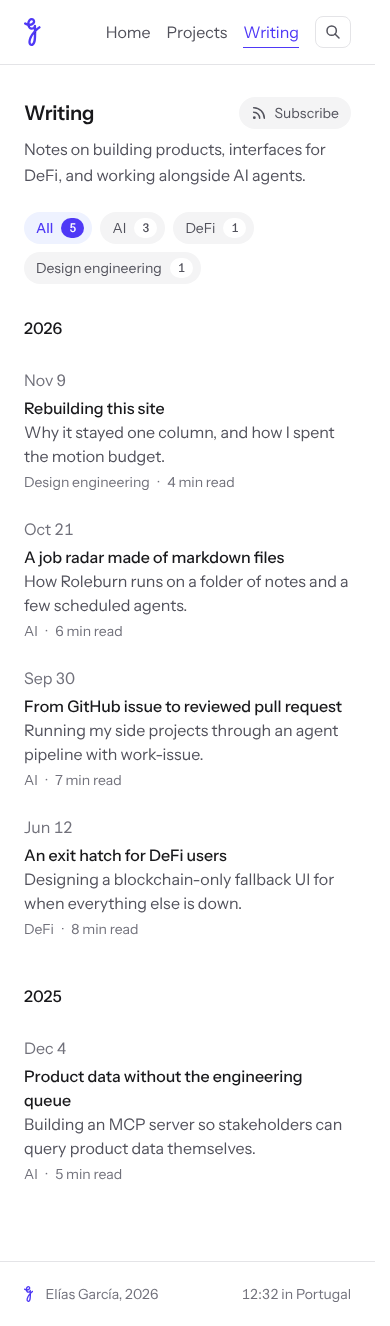 Home Projects Writing
Writing
Subscribe
Notes on building products, interfaces for
DeFi, and working alongside AI agents.
All 5 AI 3 DeFi 1
Design engineering 1
2026
Nov 9
Rebuilding this site
Why it stayed one column, and how I spent
the motion budget.
Design engineering · 4 min read
Oct 21
A job radar made of markdown files
How Roleburn runs on a folder of notes and a
few scheduled agents.
AI · 6 min read
Sep 30
From GitHub issue to reviewed pull request
Running my side projects through an agent
pipeline with work-issue.
AI · 7 min read
Jun 12
An exit hatch for DeFi users
Designing a blockchain-only fallback UI for
when everything else is down.
DeFi · 8 min read
2025
Dec 4
Product data without the engineering
queue
Building an MCP server so stakeholders can
query product data themselves.
AI · 5 min read
Elías García, 2026
12:32 in Portugal